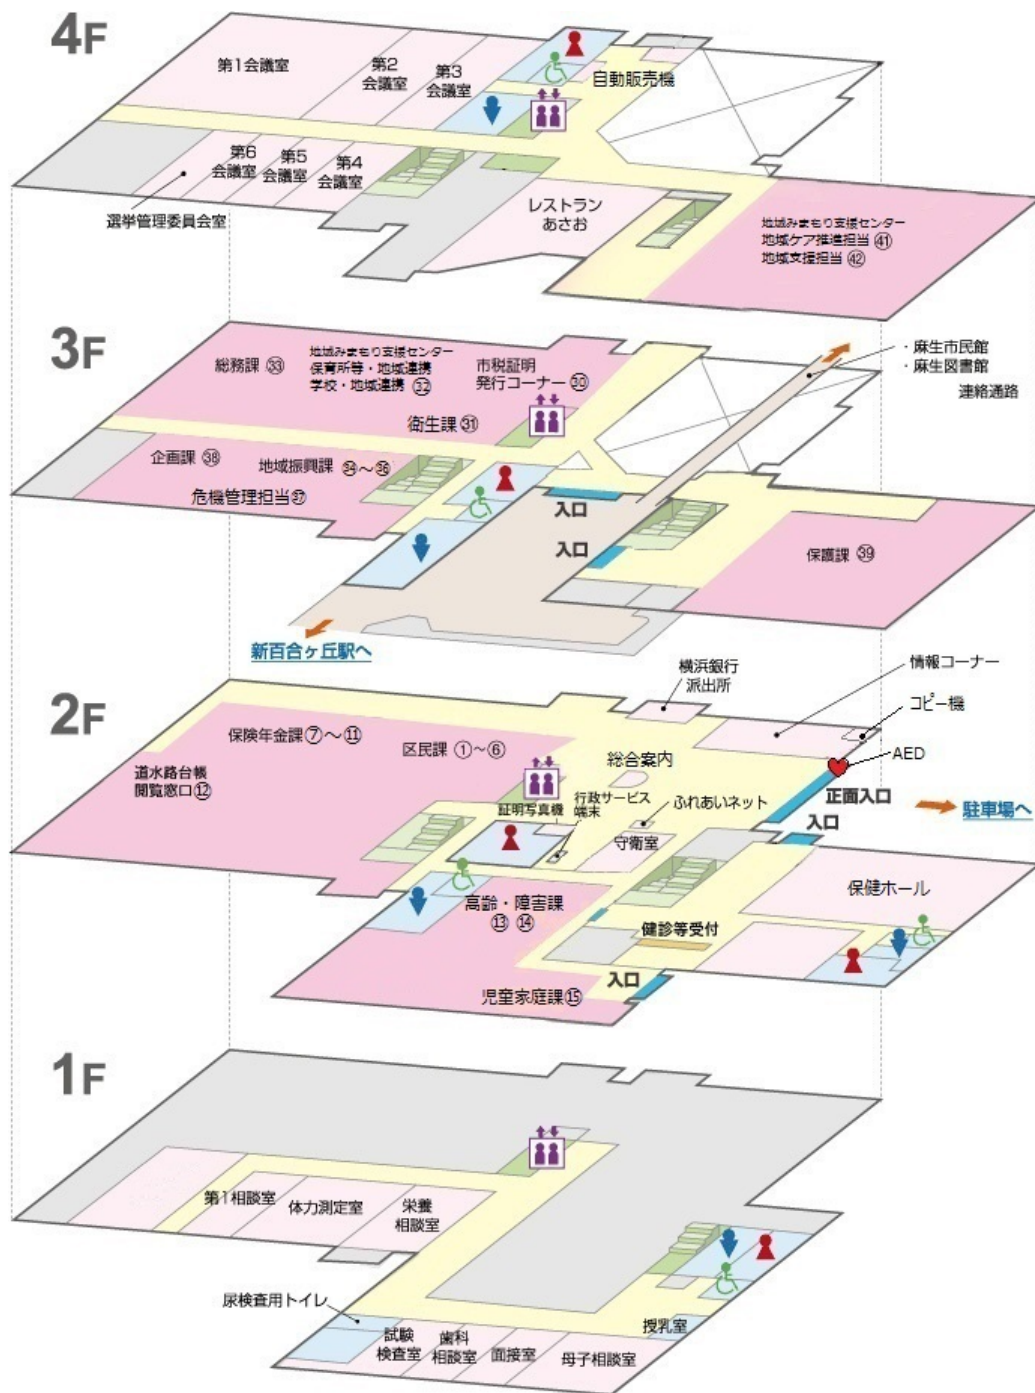 4F
第1会議室
第2
会議室
第3
会議室
自動販売機
第6
会議室
第5
会議室
第4
会議室
選挙管理委員会室
レストラン
あさお
地域みまもり支援センター
地域ケア推進担当 ㊶
地域支援担当 ㊷
3F
総務課 ㉝
地域みまもり支援センター
保育所等・地域連携
学校・地域連携 ㉜
市税証明
発行コーナー ㉚
衛生課 ㉛
企画課 ㊳
地域振興課 ㉞～㊱
危機管理担当 ㊲
入口
入口
保護課 ㊴
・麻生市民館
・麻生図書館
連絡通路
新百合ヶ丘駅へ
2F
横浜銀行
派出所
情報コーナー
コピー機
AED
保険年金課 ⑦～⑪
区民課 ①～⑥
総合案内
道水路台帳
閲覧窓口 ⑫
証明写真機
行政サービス
端末
ふれあいネット
守衛室
正面入口
入口
駐車場へ
保健ホール
高齢・障害課
⑬ ⑭
健診等受付
入口
児童家庭課 ⑮
1F
第1相談室
体力測定室
栄養
相談室
尿検査用トイレ
試験
検査室
歯科
相談室
面接室
母子相談室
授乳室